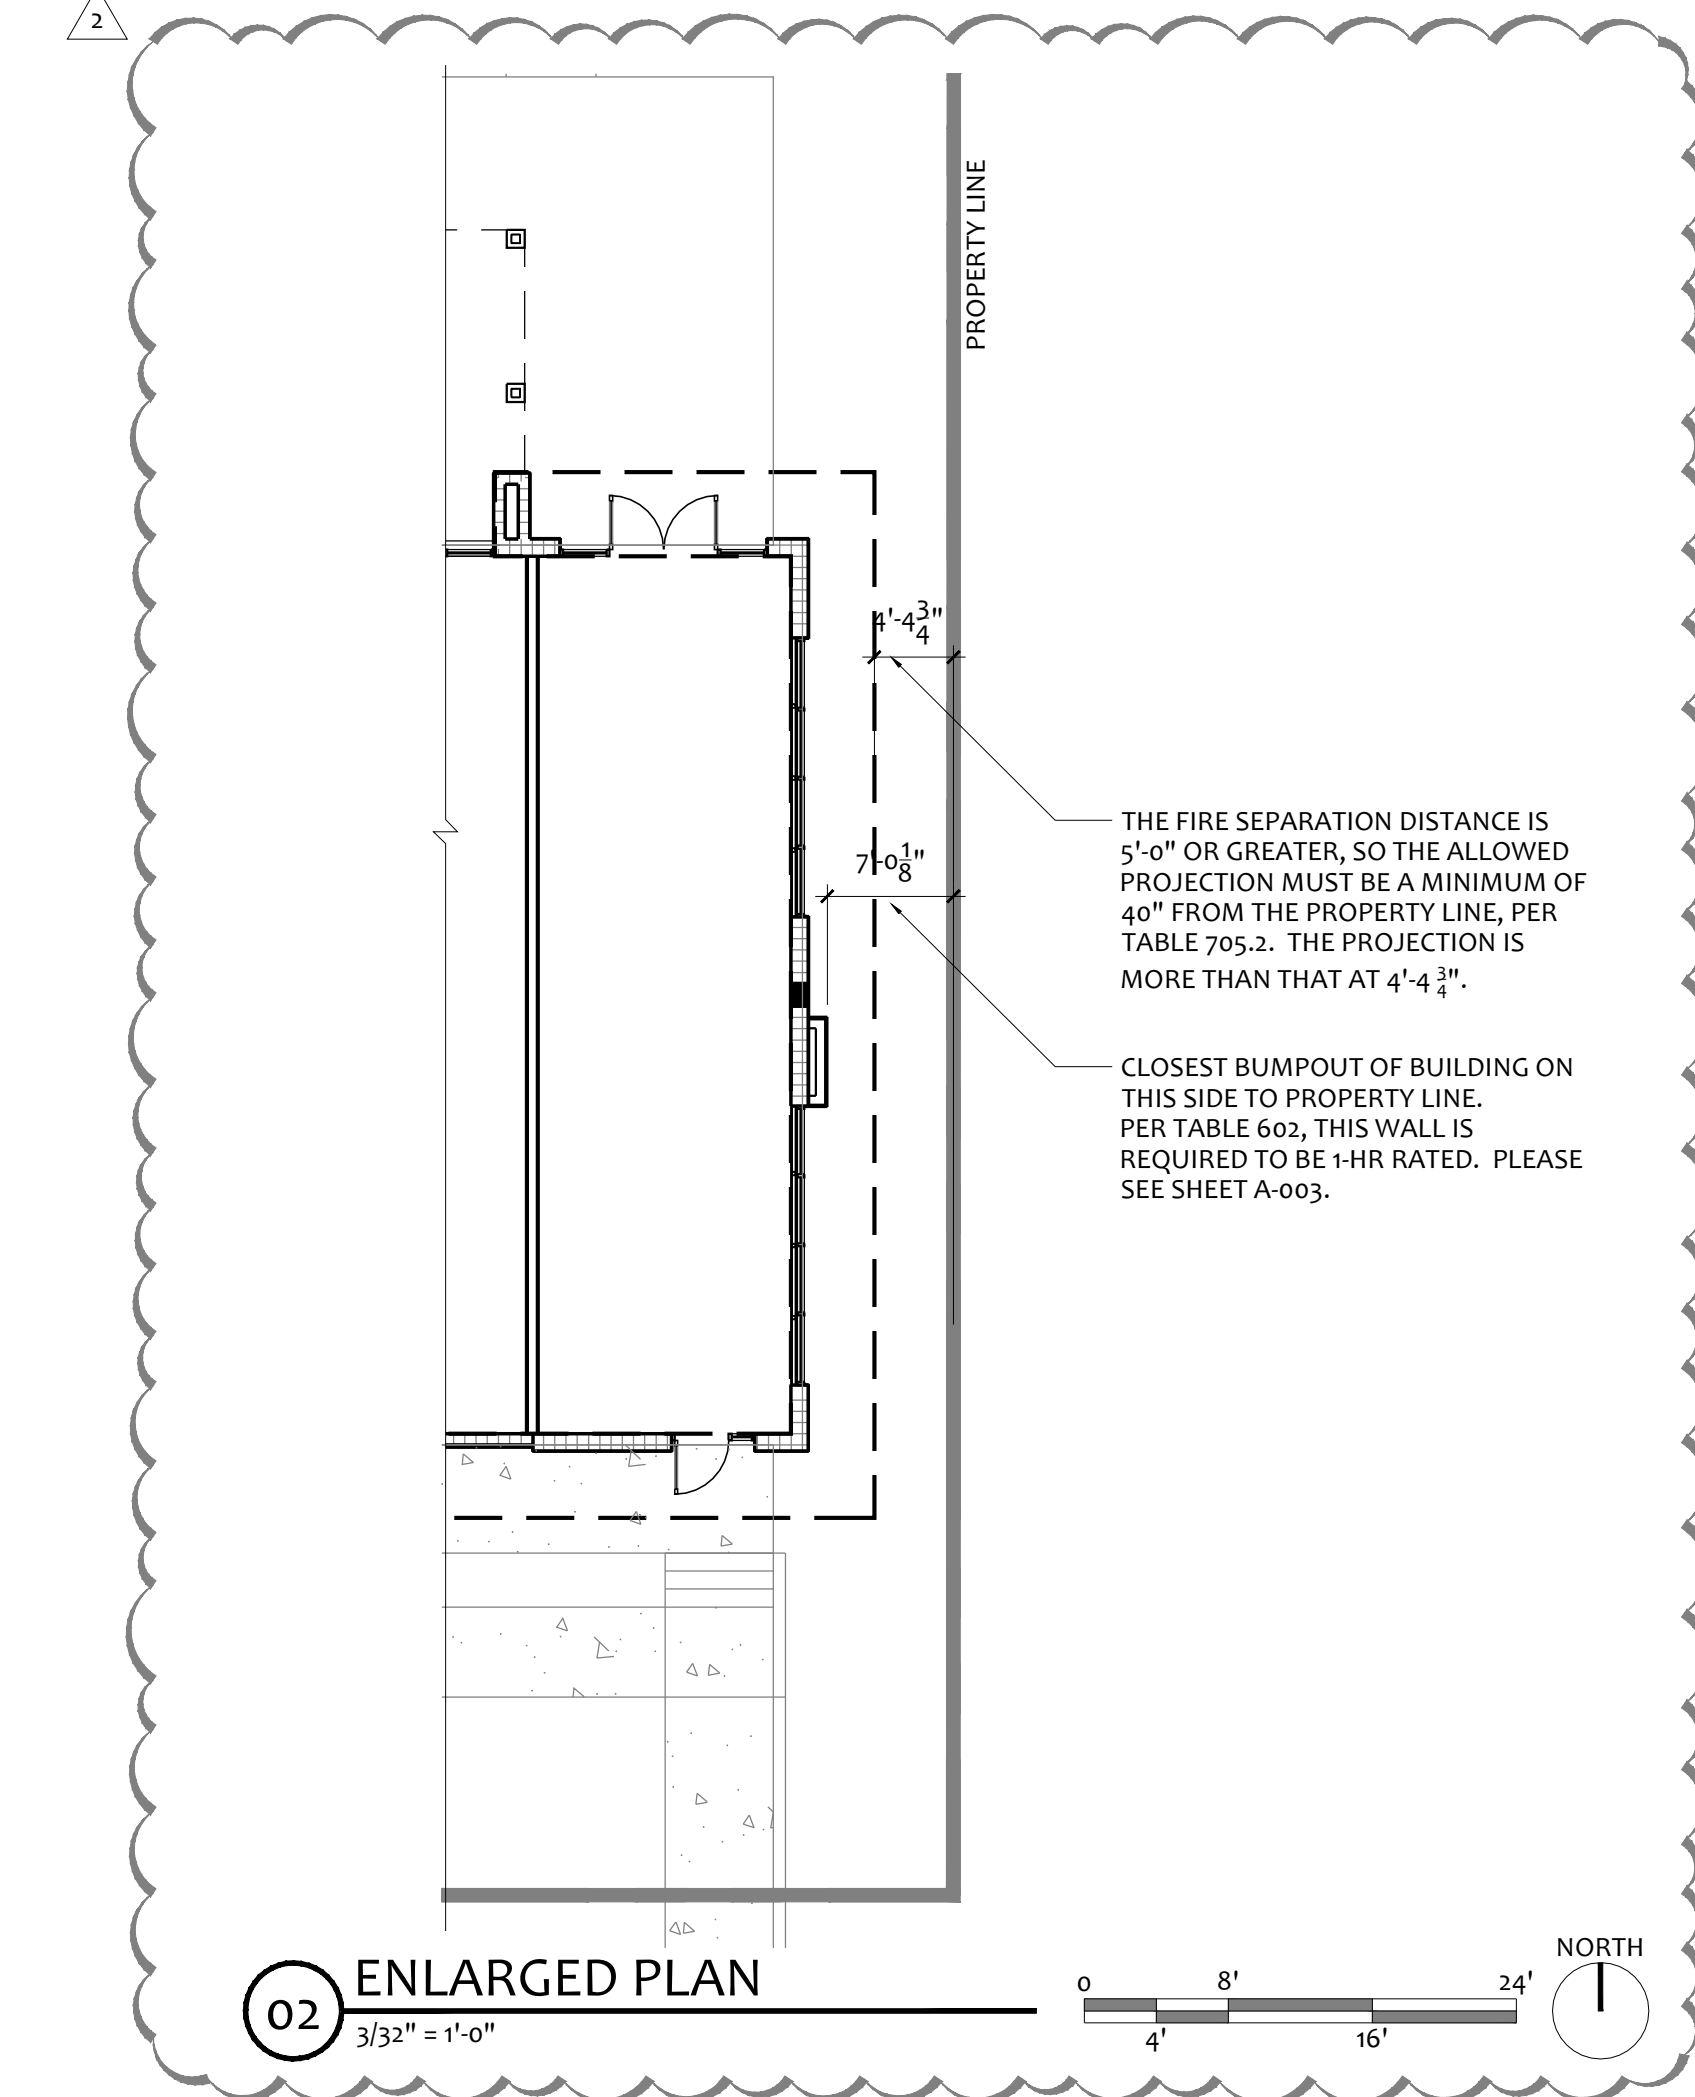 2
PROPERTY LINE
4'-4 3/4"
7'-0 1/8"
THE FIRE SEPARATION DISTANCE IS
5'-0" OR GREATER, SO THE ALLOWED
PROJECTION MUST BE A MINIMUM OF
40" FROM THE PROPERTY LINE, PER
TABLE 705.2. THE PROJECTION IS
MORE THAN THAT AT 4'-4 3/4".
CLOSEST BUMPOUT OF BUILDING ON
THIS SIDE TO PROPERTY LINE.
PER TABLE 602, THIS WALL IS
REQUIRED TO BE 1-HR RATED. PLEASE
SEE SHEET A-003.
02
ENLARGED PLAN
3/32" = 1'-0"
0 8' 24'
4' 16'
NORTH